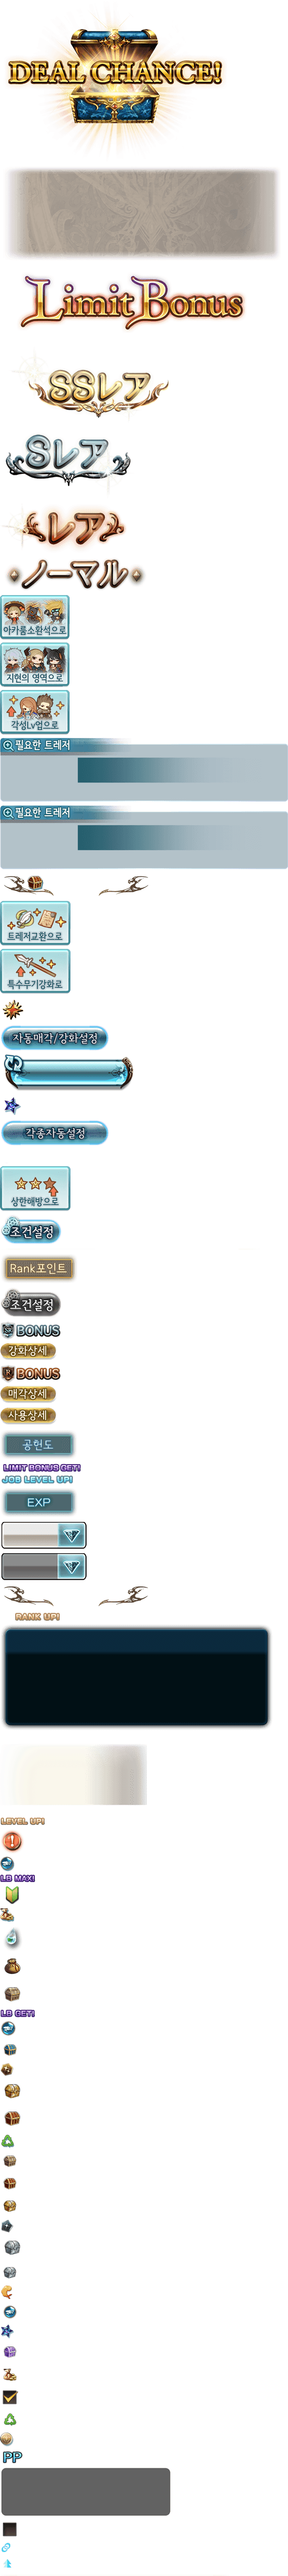 DEAL CHANCE!
Limit Bonus
SSレア
Sレア
レア
ノーマル
아카룸소환석으로
지현의 영역으로
각성Lv업으로
필요한 트레저
필요한 트레저
트레저교환으로
특수무기강화로
자동매각/강화설정
각종자동설정
상한해방으로
조건설정
Rank포인트
조건설정
BONUS
강화상세
BONUS
매각상세
사용상세
공헌도
LIMIT BONUS GET!
JOB LEVEL UP!
EXP
RANK UP!
LEVEL UP!
LB MAX!
LB GET!
PP